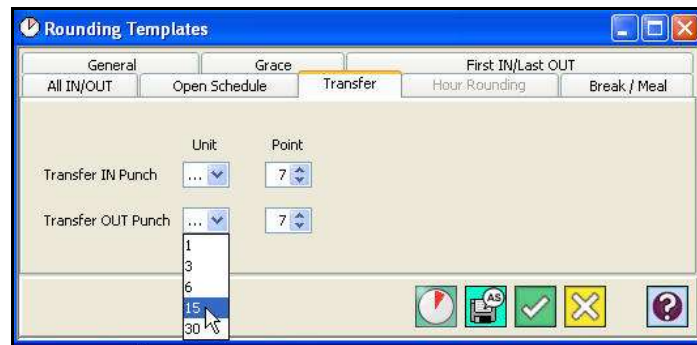 Rounding Templates
General Grace First IN/Last OUT
All IN/OUT Open Schedule Transfer Hour Rounding Break / Meal
Unit Point
Transfer IN Punch ... 7
Transfer OUT Punch ... 7
1
3
6
15
30
AS
?